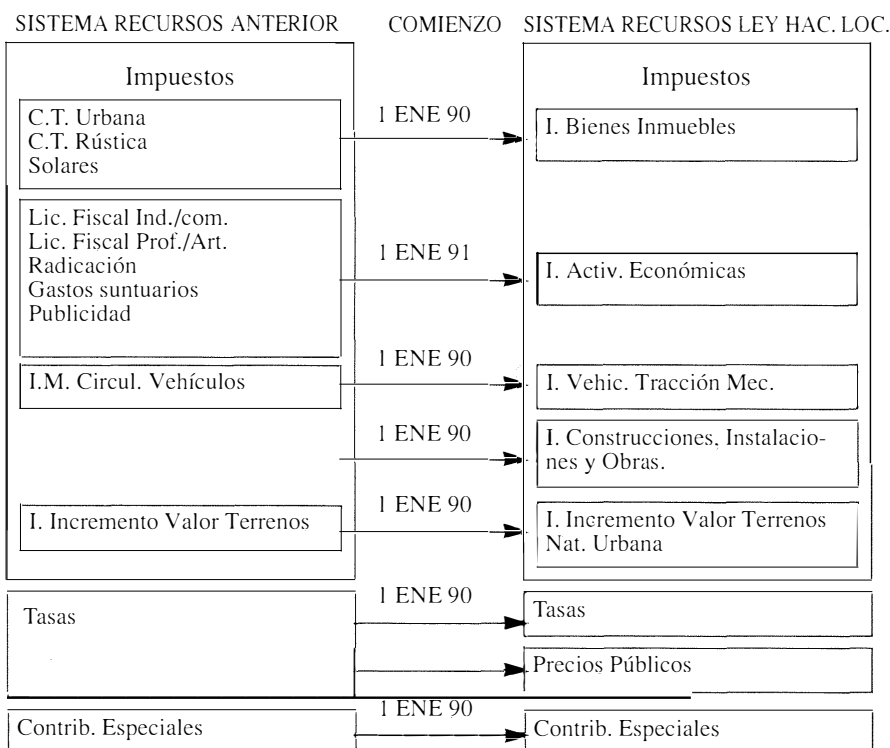 SISTEMA RECURSOS ANTERIOR COMIENZO SISTEMA RECURSOS LEY HAC. LOC.
Impuestos Impuestos
C.T. Urbana
C.T. Rústica
Solares
1 ENE 90
I. Bienes Inmuebles
Lic. Fiscal Ind./com.
Lic. Fiscal Prof./Art.
Radicación
Gastos suntuarios
Publicidad
1 ENE 91
I. Activ. Económicas
I.M. Circul. Vehículos
1 ENE 90
I. Vehic. Tracción Mec.
1 ENE 90
I. Construcciones, Instalacio-
nes y Obras.
I. Incremento Valor Terrenos
1 ENE 90
I. Incremento Valor Terrenos
Nat. Urbana
Tasas
1 ENE 90
Tasas
Precios Públicos
Contrib. Especiales
1 ENE 90
Contrib. Especiales